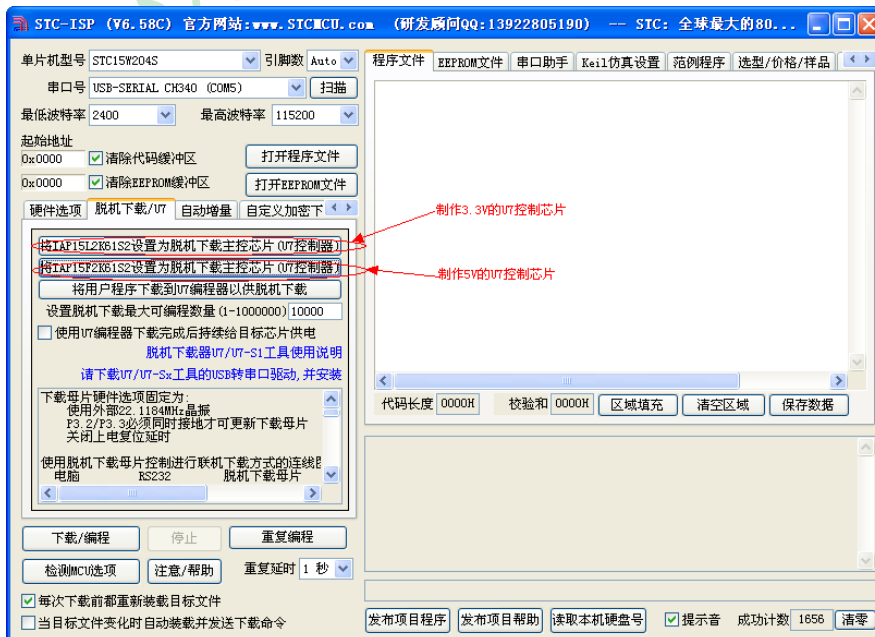 STC-ISP (V6.58C) 官方网站:www.STCMCU.com (研发顾问QQ:13922805190) -- STC: 全球最大的80...
单片机型号 STC15W204S 引脚数 Auto
串口号 USB-SERIAL CH340 (COM5) 扫描
最低波特率 2400 最高波特率 115200
起始地址
0x0000 清除代码缓冲区 打开程序文件
0x0000 清除EEPROM缓冲区 打开EEPROM文件
硬件选项 脱机下载/U7 自动增量 自定义加密下
将IAP15L2K61S2设置为脱机下载主控芯片(U7控制器)
将IAP15F2K61S2设置为脱机下载主控芯片(U7控制器)
将用户程序下载到U7编程器以供脱机下载
设置脱机下载最大可编程数量(1-1000000) 10000
使用U7编程器下载完成后持续给目标芯片供电
脱机下载器U7/U7-S1工具使用说明
请下载U7/U7-Sx工具的USB转串口驱动,并安装
下载母片硬件选项固定为:
使用外部22.1184MHz晶振
P3.2/P3.3必须同时接地才可更新下载母片
关闭上电复位延时
使用脱机下载母片控制进行联机下载方式的连线
电脑 RS232 脱机下载母片
下载/编程 停止 重复编程
检测MCU选项 注意/帮助 重复延时 1 秒
每次下载前都重新装载目标文件
当目标文件变化时自动装载并发送下载命令
程序文件 EEPROM文件 串口助手 Keil仿真设置 范例程序 选型/价格/样品
制作3.3V的U7控制芯片
制作5V的U7控制芯片
代码长度 0000H 校验和 0000H 区域填充 清空区域 保存数据
发布项目程序 发布项目帮助 读取本机硬盘号 提示音 成功计数 1656 清零